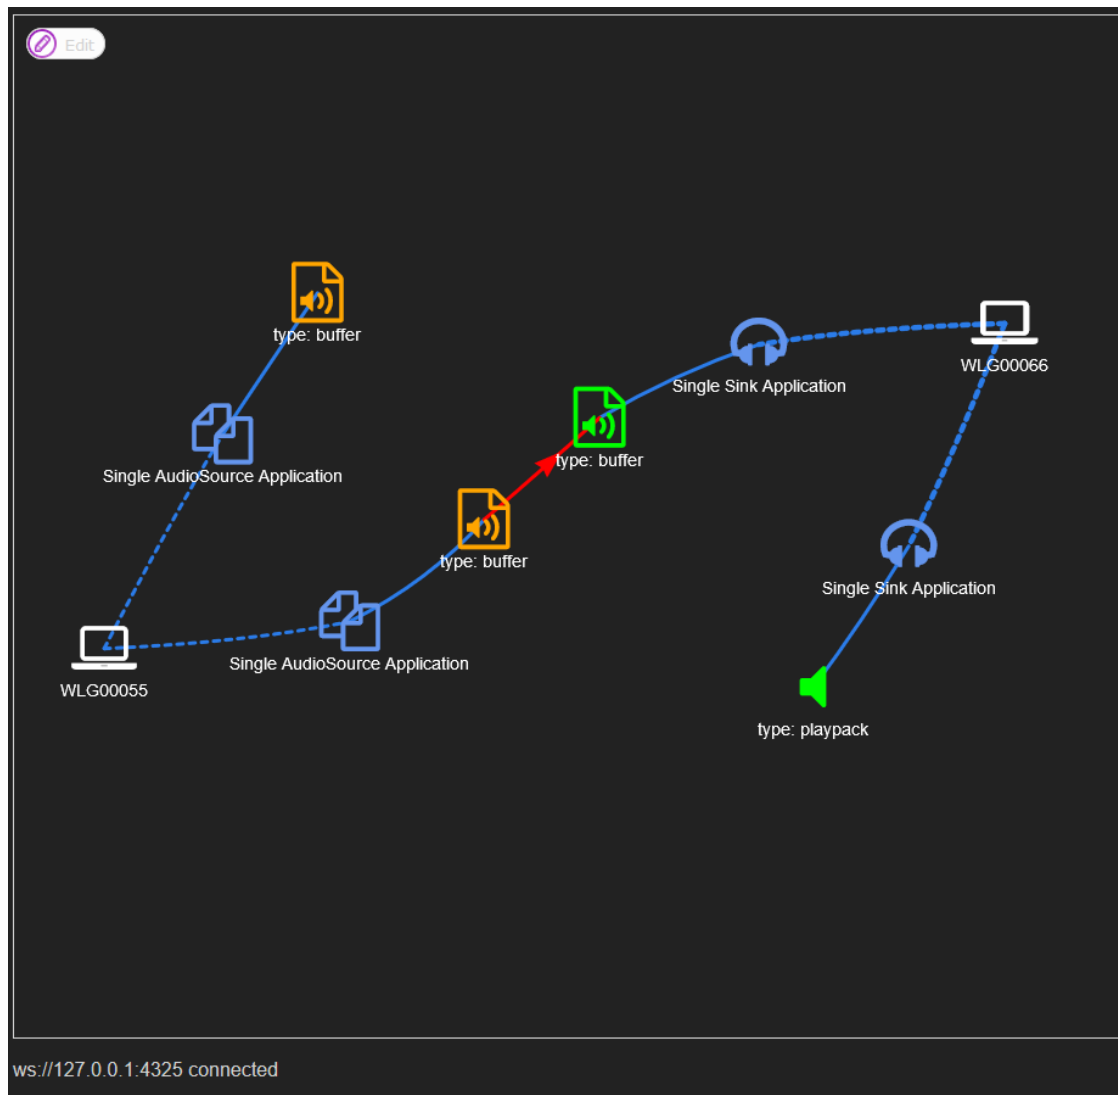 Edit
type: buffer
WLG00066
Single Sink Application
type: buffer
Single AudioSource Application
type: buffer
Single Sink Application
Single AudioSource Application
WLG00055
type: playpack
ws://127.0.0.1:4325 connected